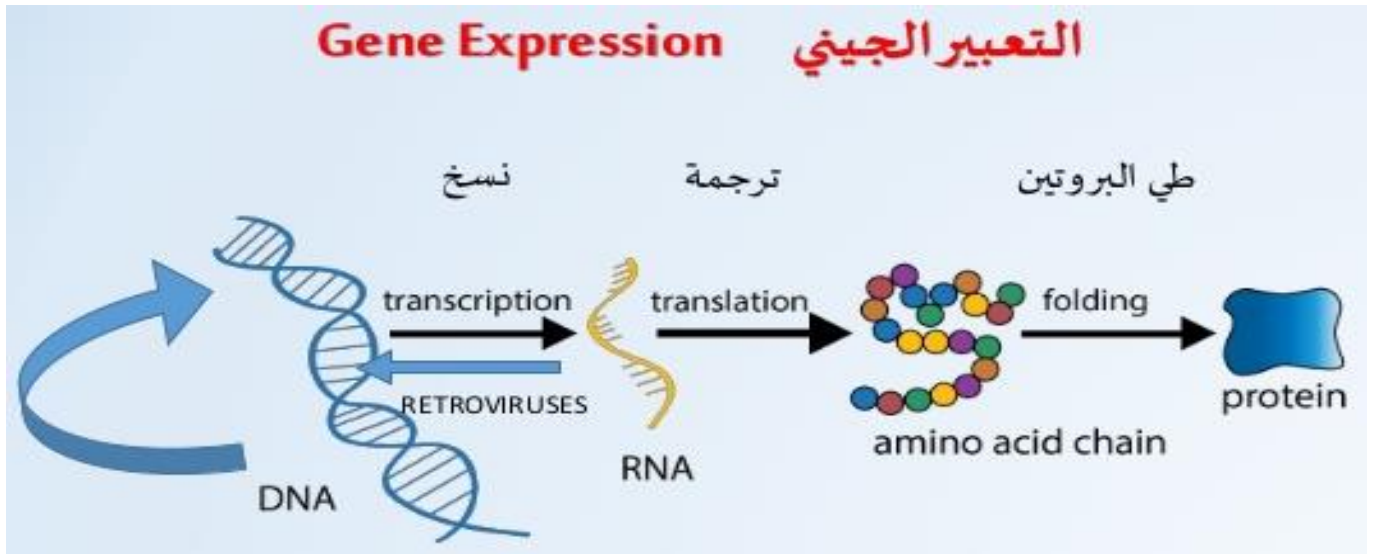 Gene Expression التعبير الجيني
نسخ ترجمة طي البروتين
transcription translation folding
RETROVIRUSES
protein
amino acid chain
RNA
DNA